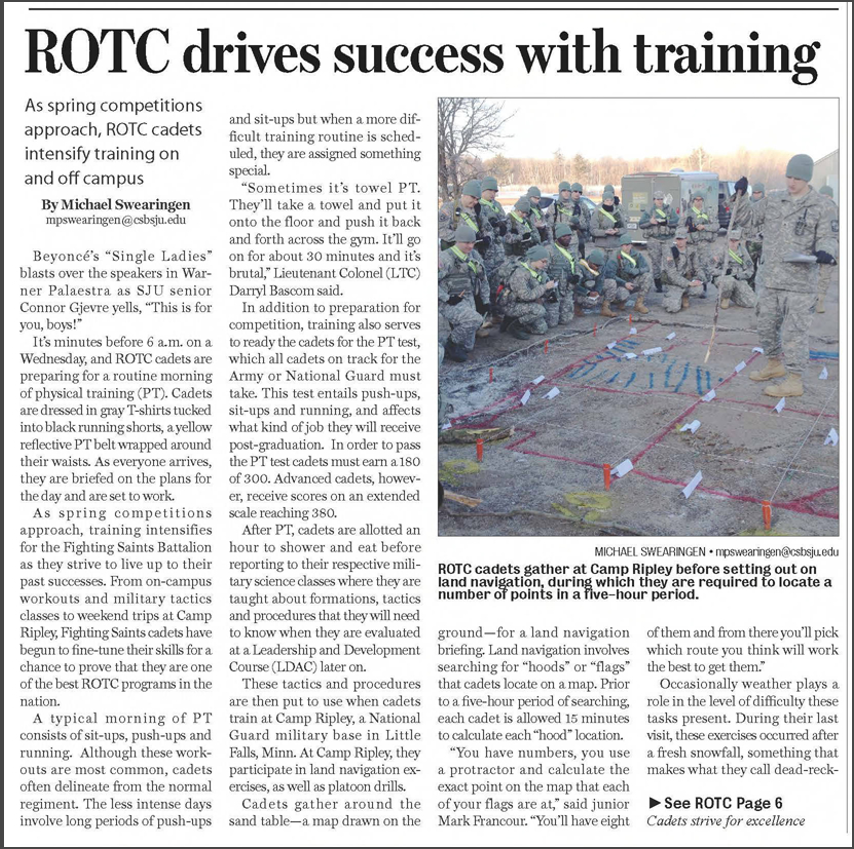 ROTC drives success with training
As spring competitions
approach, ROTC cadets
intensify training on
and off campus
By Michael Swearingen
mpswearingen@csbsju.edu
Beyoncé's "Single Ladies"
blasts over the speakers in War-
ner Palaestra as SJU senior
Connor Gjevre yells, "This is for
you, boys!"
It's minutes before 6 a.m. on a
Wednesday, and ROTC cadets are
preparing for a routine morning
of physical training (PT). Cadets
are dressed in gray T-shirts tucked
into black running shorts, a yellow
reflective PT belt wrapped around
their waists. As everyone arrives,
they are briefed on the plans for
the day and are set to work.
As spring competitions
approach, training intensifies
for the Fighting Saints Battalion
as they strive to live up to their
past successes. From on-campus
workouts and military tactics
classes to weekend trips at Camp
Ripley, Fighting Saints cadets have
begun to fine-tune their skills for a
chance to prove that they are one
of the best ROTC programs in the
nation.
A typical morning of PT
consists of sit-ups, push-ups and
running. Although these work-
outs are most common, cadets
often delineate from the normal
regiment. The less intense days
involve long periods of push-ups
and sit-ups but when a more dif-
ficult training routine is sched-
uled, they are assigned something
special.
"Sometimes it's towel PT.
They'll take a towel and put it
onto the floor and push it back
and forth across the gym. It'll go
on for about 30 minutes and it's
brutal," Lieutenant Colonel (LTC)
Darryl Bascom said.
In addition to preparation for
competition, training also serves
to ready the cadets for the PT test,
which all cadets on track for the
Army or National Guard must
take. This test entails push-ups,
sit-ups and running, and affects
what kind of job they will receive
post-graduation. In order to pass
the PT test cadets must earn a 180
of 300. Advanced cadets, howev-
er, receive scores on an extended
scale reaching 380.
After PT, cadets are allotted an
hour to shower and eat before
reporting to their respective mili-
tary science classes where they are
taught about formations, tactics
and procedures that they will need
to know when they are evaluated
at a Leadership and Development
Course (LDAC) later on.
These tactics and procedures
are then put to use when cadets
train at Camp Ripley, a National
Guard military base in Little
Falls, Minn. At Camp Ripley, they
participate in land navigation ex-
ercises, as well as platoon drills.
Cadets gather around the
sand table—a map drawn on the
MICHAEL SWEARINGEN • mpswearingen@csbsju.edu
ROTC cadets gather at Camp Ripley before setting out on
land navigation, during which they are required to locate a
number of points in a five-hour period.
ground—for a land navigation
briefing. Land navigation involves
searching for "hoods" or "flags"
that cadets locate on a map. Prior
to a five-hour period of searching,
each cadet is allowed 15 minutes
to calculate each "hood" location.
"You have numbers, you use
a protractor and calculate the
exact point on the map that each
of your flags are at," said junior
Mark Francour. "You'll have eight
of them and from there you'll pick
which route you think will work
the best to get them."
Occasionally weather plays a
role in the level of difficulty these
tasks present. During their last
visit, these exercises occurred after
a fresh snowfall, something that
makes what they call dead-reck-
▶See ROTC Page 6
Cadets strive for excellence